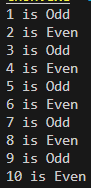 1 is Odd
2 is Even
3 is Odd
4 is Even
5 is Odd
6 is Even
7 is Odd
8 is Even
9 is Odd
10 is Even